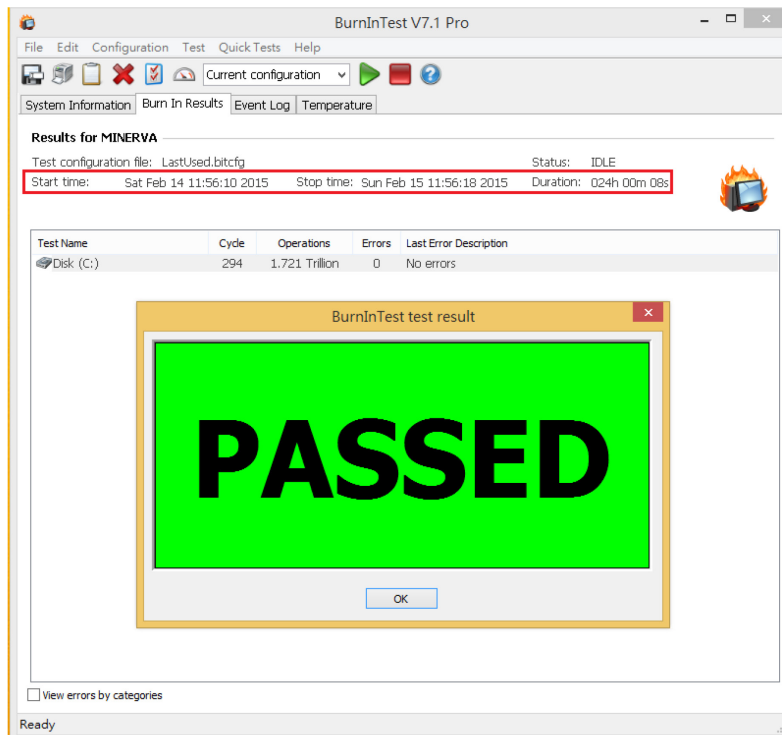 BurnInTest V7.1 Pro
File Edit Configuration Test Quick Tests Help
Current configuration
System Information Burn In Results Event Log Temperature
Results for MINERVA
Test configuration file: LastUsed.bitcfg Status: IDLE
Start time: Sat Feb 14 11:56:10 2015 Stop time: Sun Feb 15 11:56:18 2015 Duration: 024h 00m 08s
Test Name Cycle Operations Errors Last Error Description
Disk (C:) 294 1.721 Trillion 0 No errors
BurnInTest test result
PASSED
OK
View errors by categories
Ready